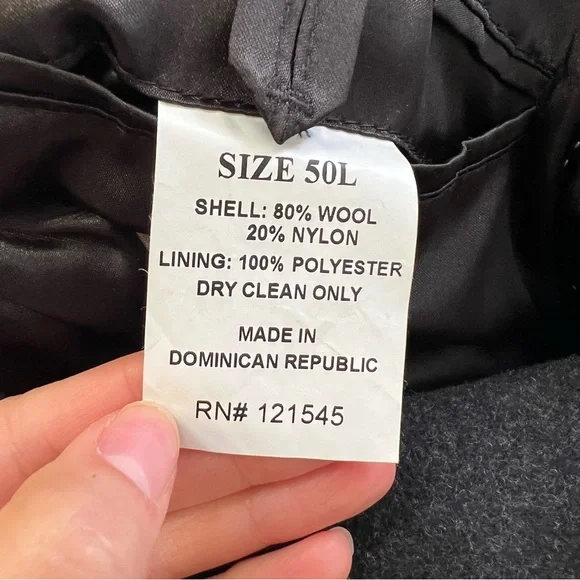 SIZE 50L
SHELL: 80% WOOL
20% NYLON
LINING: 100% POLYESTER
DRY CLEAN ONLY
MADE IN
DOMINICAN REPUBLIC
RN# 121545